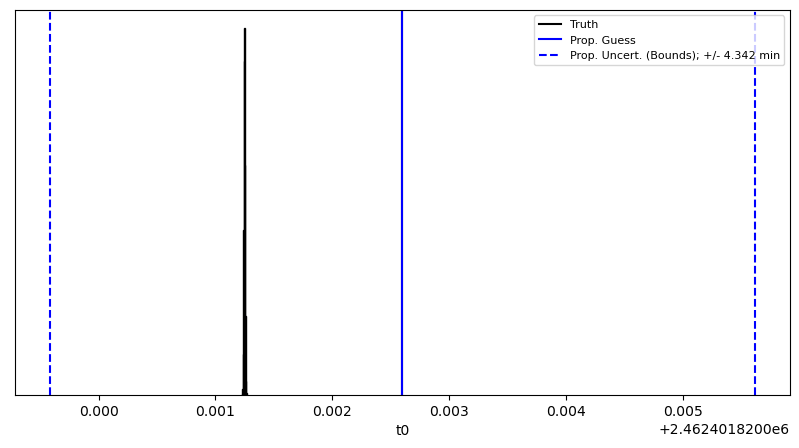 Truth
Prop. Guess
Prop. Uncert. (Bounds); +/- 4.342 min
0.000 0.001 0.002 0.003 0.004 0.005
t0
+2.4624018200e6